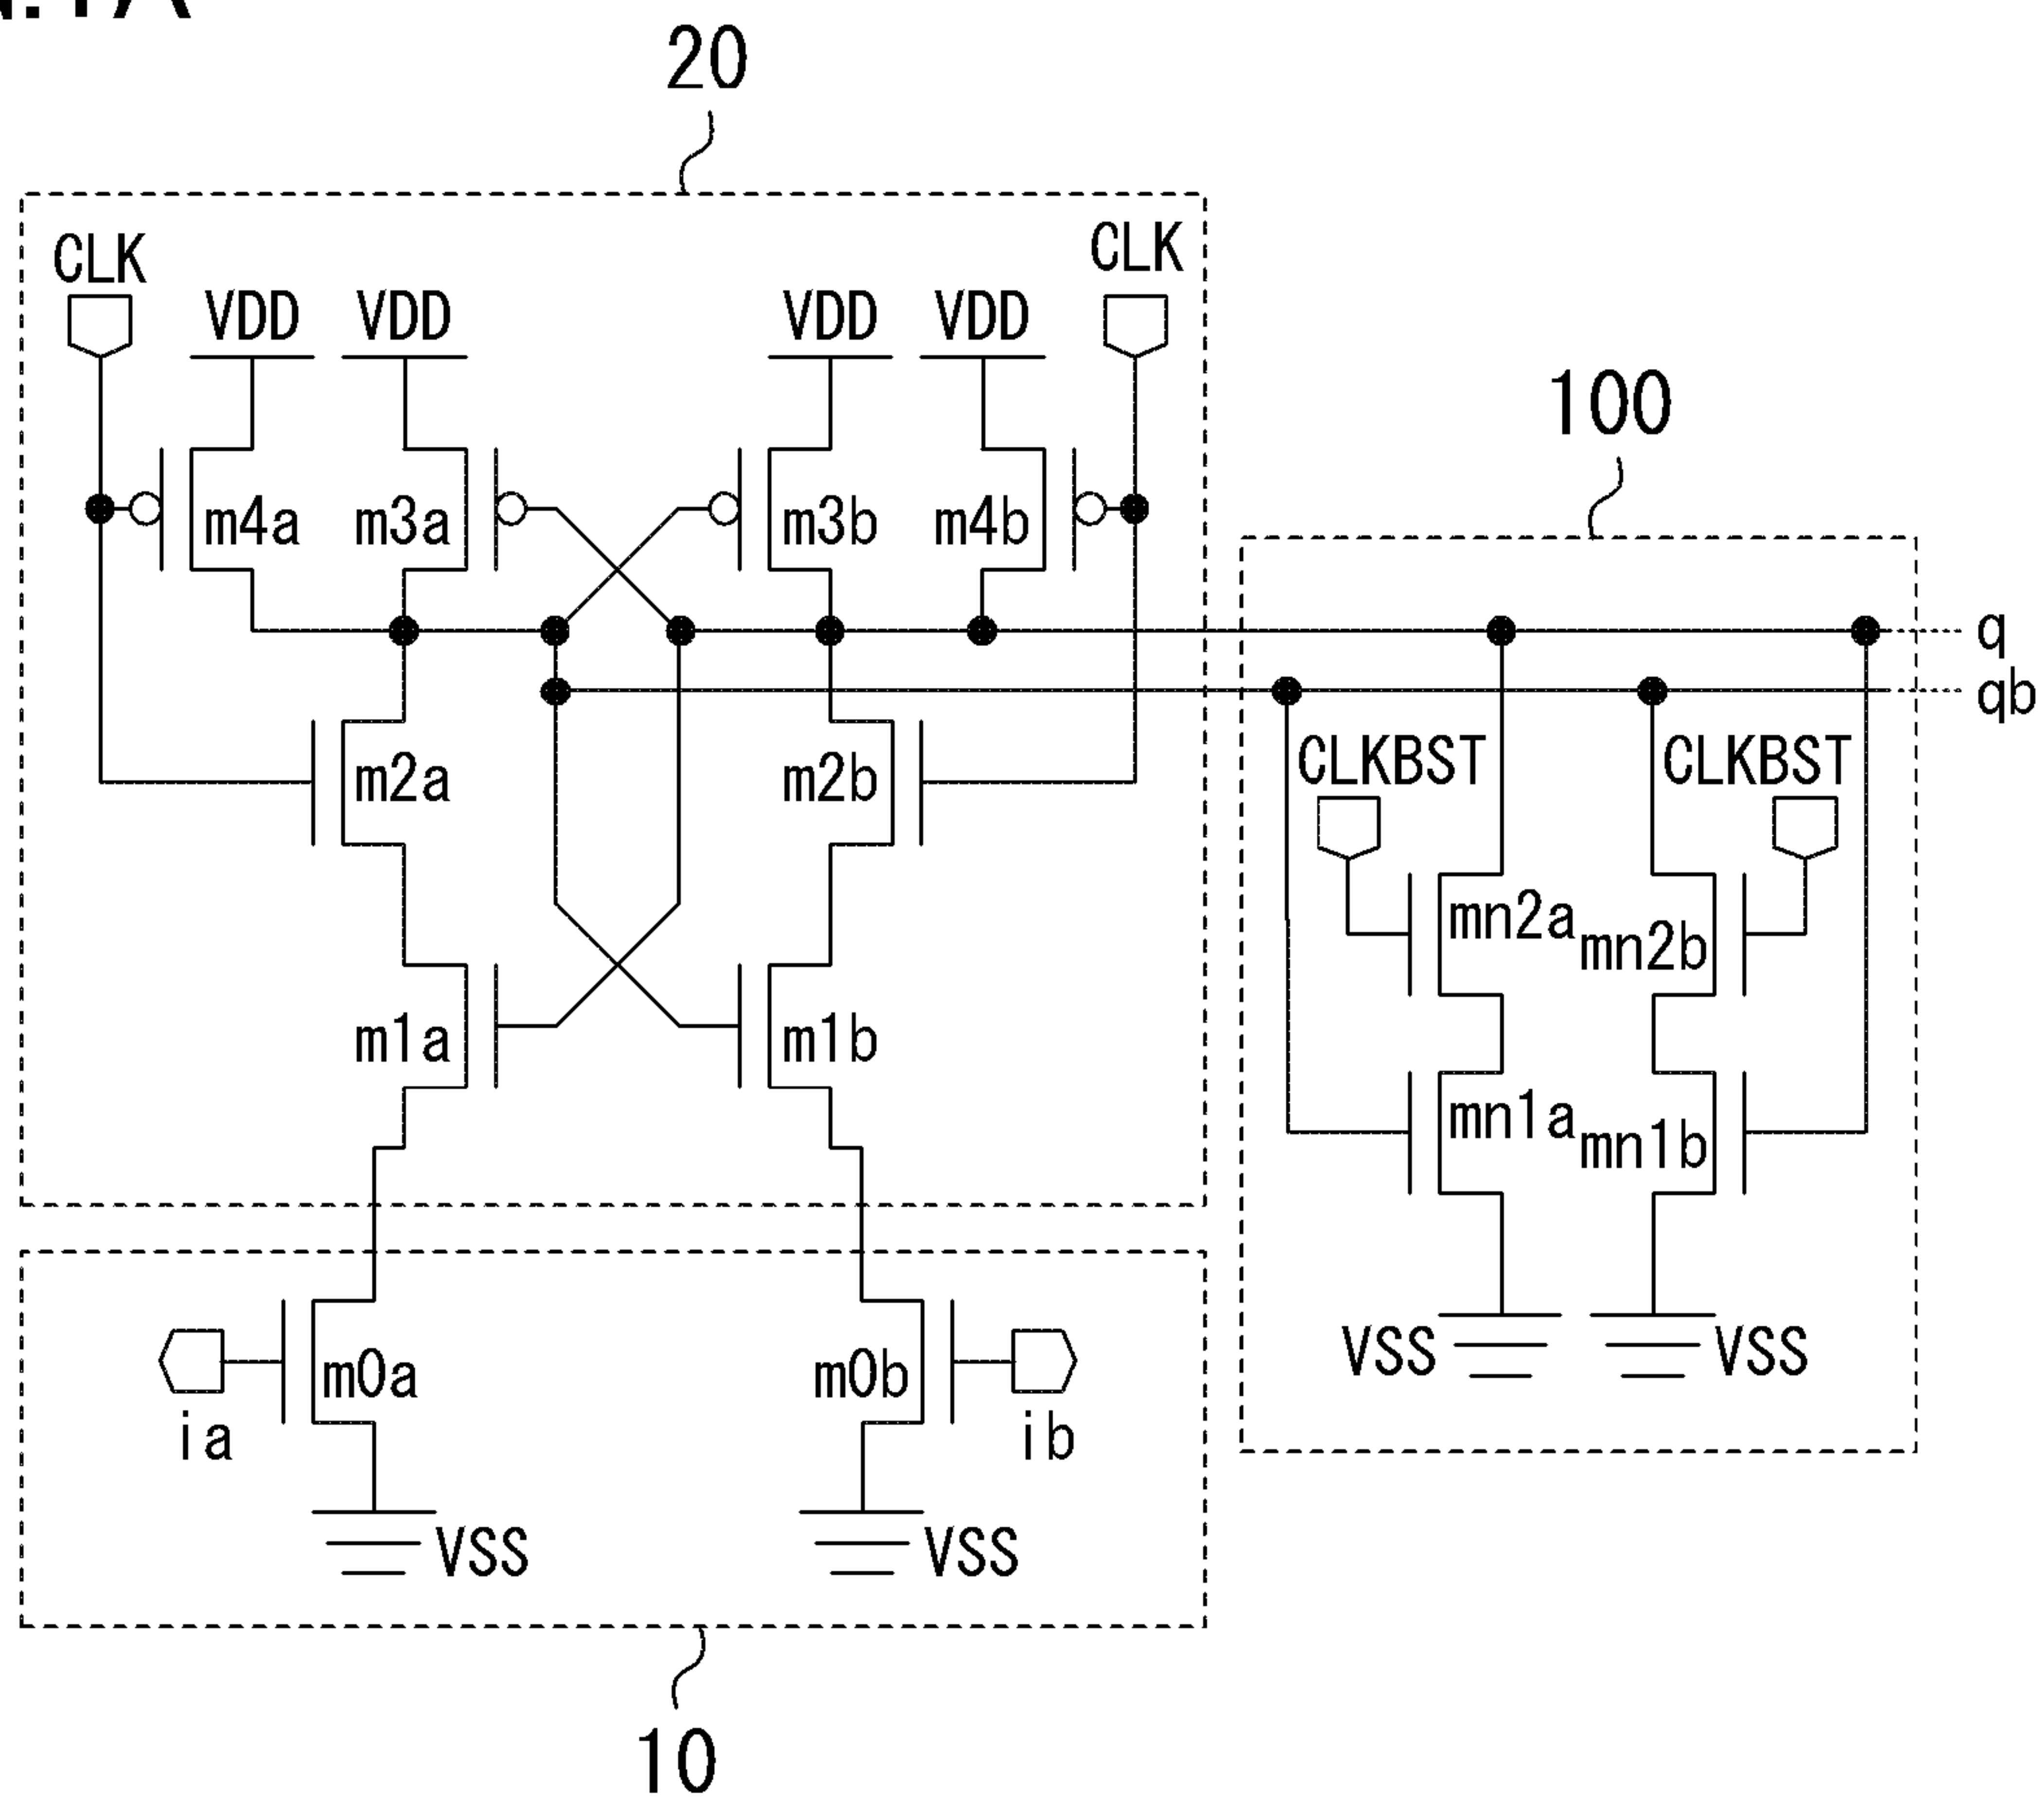 20
CLK
CLK
VDD VDD VDD VDD
100
m4a m3a m3b m4b
q
qb
CLKBST CLKBST
m2a m2b
mn2a mn2b
m1a m1b
mn1a mn1b
VSS VSS
m0a m0b
ia ib
VSS VSS
10